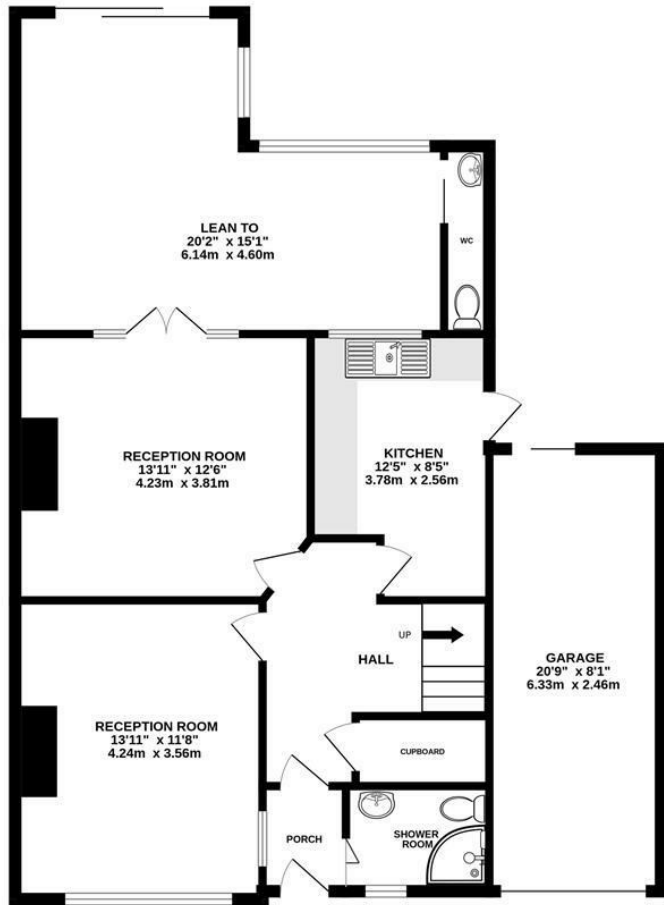 LEAN TO
20'2" x 15'1"
6.14m x 4.60m
WC
RECEPTION ROOM
13'11" x 12'6"
4.23m x 3.81m
KITCHEN
12'5" x 8'5"
3.78m x 2.56m
UP
HALL
GARAGE
20'9" x 8'1"
6.33m x 2.46m
RECEPTION ROOM
13'11" x 11'8"
4.24m x 3.56m
CUPBOARD
PORCH
SHOWER
ROOM